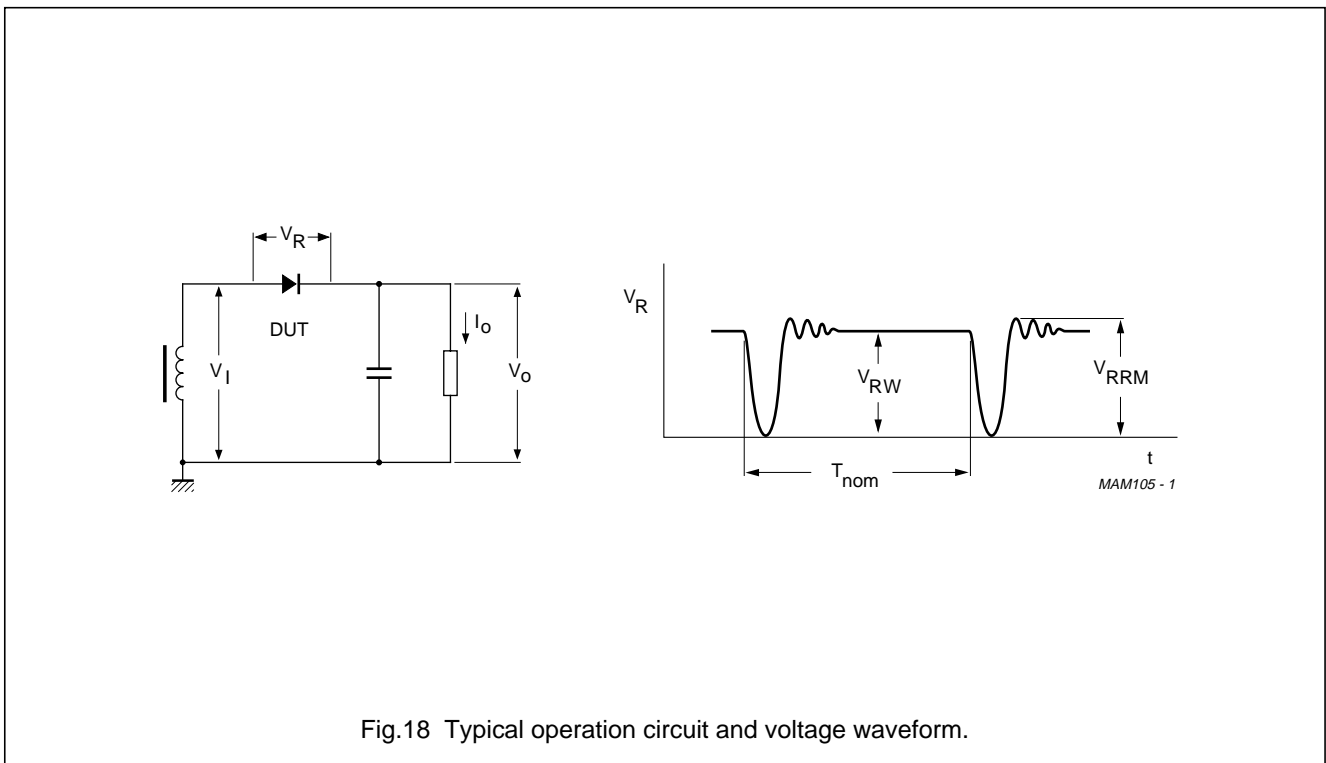 V_R
DUT
I_o
V_I
V_o
V_R
V_RW
V_RRM
T_nom
t
MAM105 - 1
Fig.18 Typical operation circuit and voltage waveform.